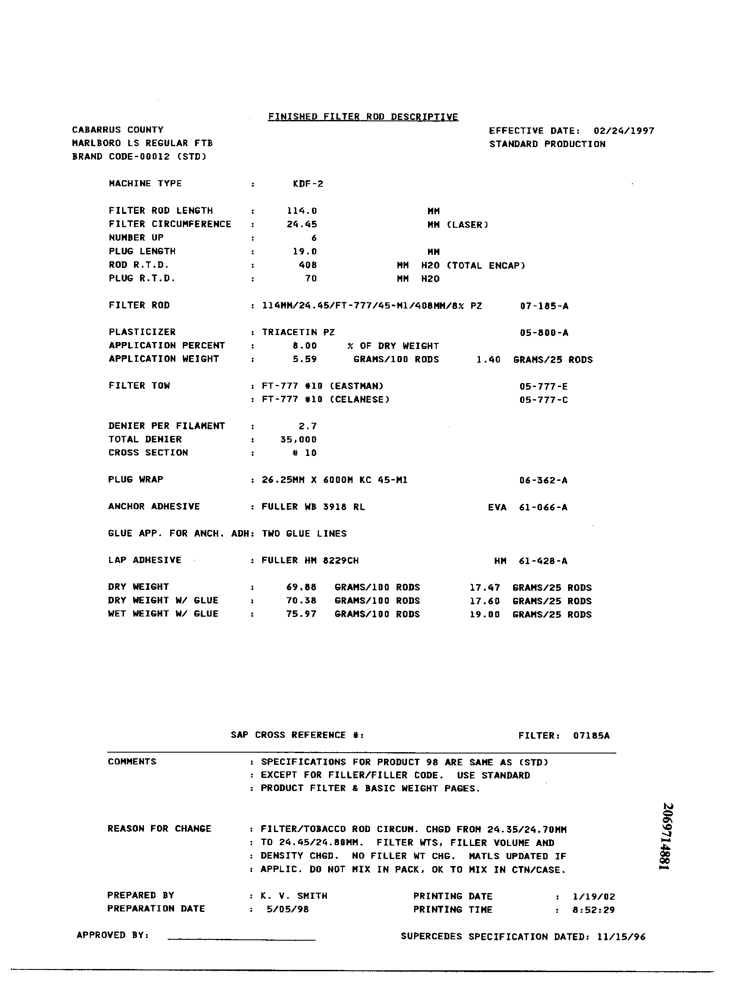 FINISHED FILTER ROD DESCRIPTIVE
CABARRUS COUNTY EFFECTIVE DATE: 02/24/1997
MARLBORO LS REGULAR FTB STANDARD PRODUCTION
BRAND CODE-00012 (STD)
MACHINE TYPE : KDF-2
FILTER ROD LENGTH : 114.0 MM
FILTER CIRCUMFERENCE : 24.45 MM (LASER)
NUMBER UP : 6
PLUG LENGTH : 19.0 MM
ROD R.T.D. : 408 MM H2O (TOTAL ENCAP)
PLUG R.T.D. : 70 MM H2O
FILTER ROD : 114MM/24.45/FT-777/45-M1/408MM/8% PZ 07-185-A
PLASTICIZER : TRIACETIN PZ 05-800-A
APPLICATION PERCENT : 8.00 % OF DRY WEIGHT
APPLICATION WEIGHT : 5.59 GRAMS/100 RODS 1.40 GRAMS/25 RODS
FILTER TOW : FT-777 #10 (EASTMAN) 05-777-E
: FT-777 #10 (CELANESE) 05-777-C
DENIER PER FILAMENT : 2.7
TOTAL DENIER : 35,000
CROSS SECTION : # 10
PLUG WRAP : 26.25MM X 6000M KC 45-M1 06-362-A
ANCHOR ADHESIVE : FULLER WB 3918 RL EVA 61-066-A
GLUE APP. FOR ANCH. ADH: TWO GLUE LINES
LAP ADHESIVE : FULLER HM 8229CH HM 61-428-A
DRY WEIGHT : 69.88 GRAMS/100 RODS 17.47 GRAMS/25 RODS
DRY WEIGHT W/ GLUE : 70.38 GRAMS/100 RODS 17.60 GRAMS/25 RODS
WET WEIGHT W/ GLUE : 75.97 GRAMS/100 RODS 19.00 GRAMS/25 RODS
SAP CROSS REFERENCE #: FILTER: 07185A
COMMENTS : SPECIFICATIONS FOR PRODUCT 98 ARE SAME AS (STD)
: EXCEPT FOR FILLER/FILLER CODE. USE STANDARD
: PRODUCT FILTER & BASIC WEIGHT PAGES.
REASON FOR CHANGE : FILTER/TOBACCO ROD CIRCUM. CHGD FROM 24.35/24.70MM
: TO 24.45/24.80MM. FILTER WTS, FILLER VOLUME AND
: DENSITY CHGD. NO FILLER WT CHG. MATLS UPDATED IF
: APPLIC. DO NOT MIX IN PACK, OK TO MIX IN CTN/CASE.
PREPARED BY : K. V. SMITH PRINTING DATE : 1/19/02
PREPARATION DATE : 5/05/98 PRINTING TIME : 8:52:29
APPROVED BY: SUPERCEDES SPECIFICATION DATED: 11/15/96
2069714881